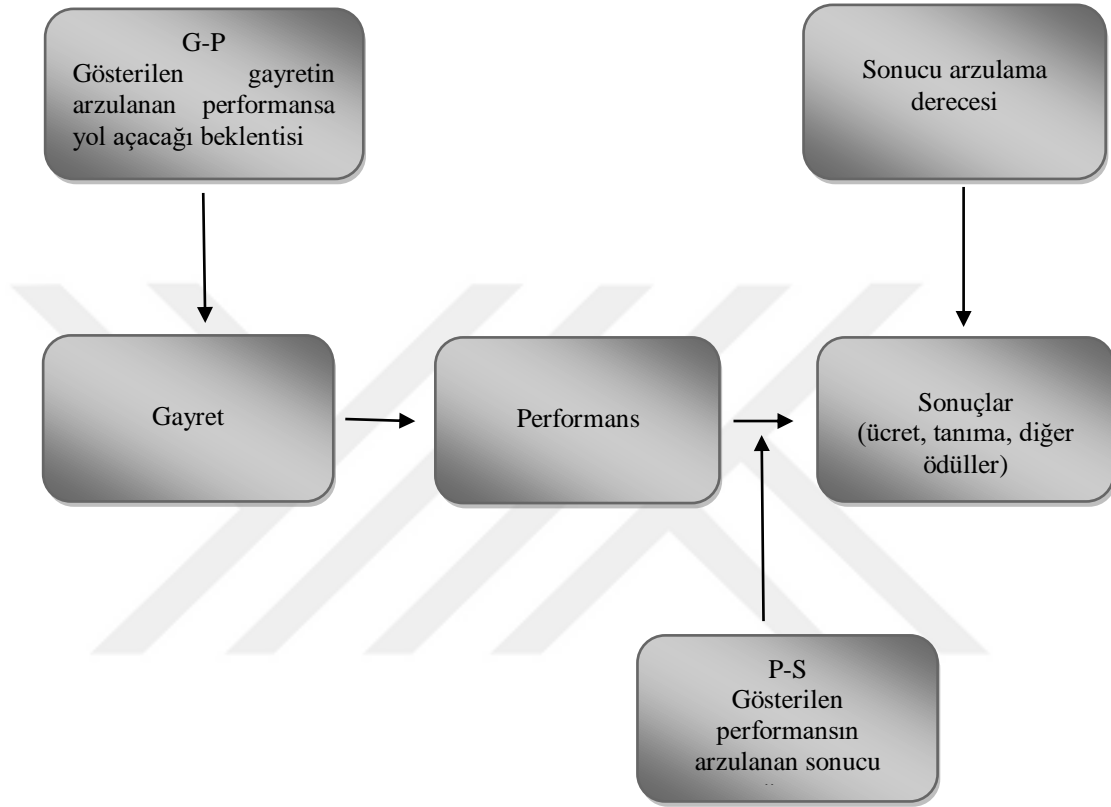 G-P
Gösterilen gayretin
arzulanan performansa
yol açacağı beklentisi
Sonucu arzulama
derecesi
Gayret
Performans
Sonuçlar
(ücret, tanıma, diğer
ödüller)
P-S
Gösterilen
performansın
arzulanan sonucu